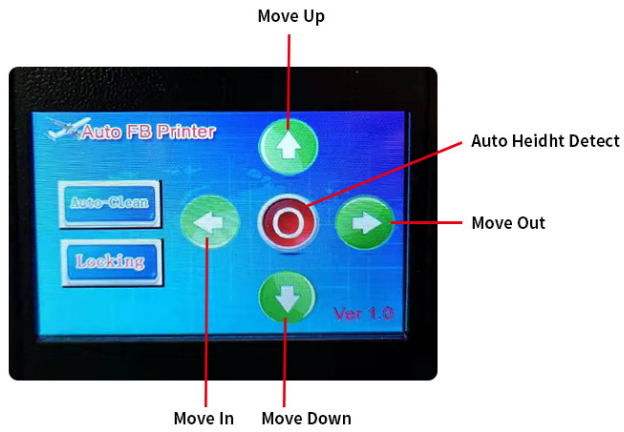 Move Up
Auto FB Printer
Auto Heidht Detect
Auto-Clean
Move Out
Locking
Ver 1.0
Move In
Move Down